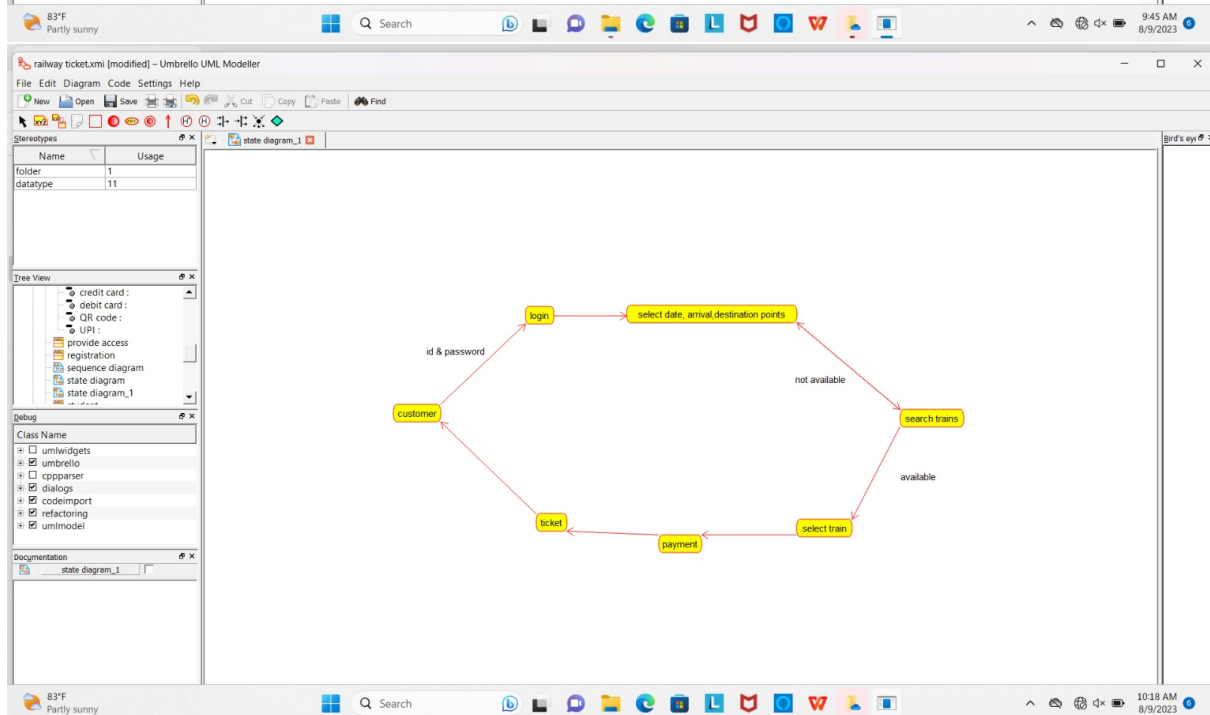 83°F
Partly sunny
Search
9:45 AM
8/9/2023
6
railway ticket.xmi [modified] – Umbrello UML Modeller
File Edit Diagram Code Settings Help
New Open Save Cut Copy Paste Find
Stereotypes
Name Usage
folder 1
datatype 11
state diagram_1
Bird's eye
Tree View
credit card :
debit card :
QR code :
UPI :
provide access
registration
sequence diagram
state diagram
state diagram_1
Debug
Class Name
umlwidgets
umbrello
cppparser
dialogs
codeimport
refactoring
umlmodel
Documentation
state diagram_1
login
select date, arrival,destination points
id & password
not available
customer
search trains
available
ticket
select train
payment
83°F
Partly sunny
Search
10:18 AM
8/9/2023
6